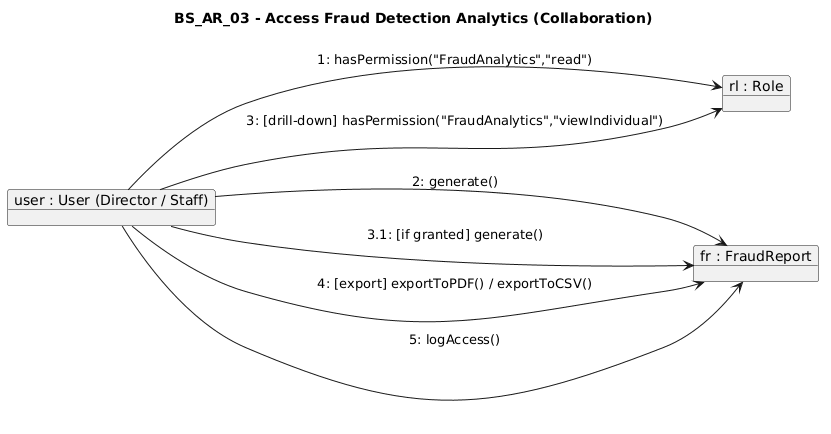 BS_AR_03 - Access Fraud Detection Analytics (Collaboration)
1: hasPermission("FraudAnalytics","read")
rl : Role
3: [drill-down] hasPermission("FraudAnalytics","viewIndividual")
2: generate()
user : User (Director / Staff)
3.1: [if granted] generate()
fr : FraudReport
4: [export] exportToPDF() / exportToCSV()
5: logAccess()